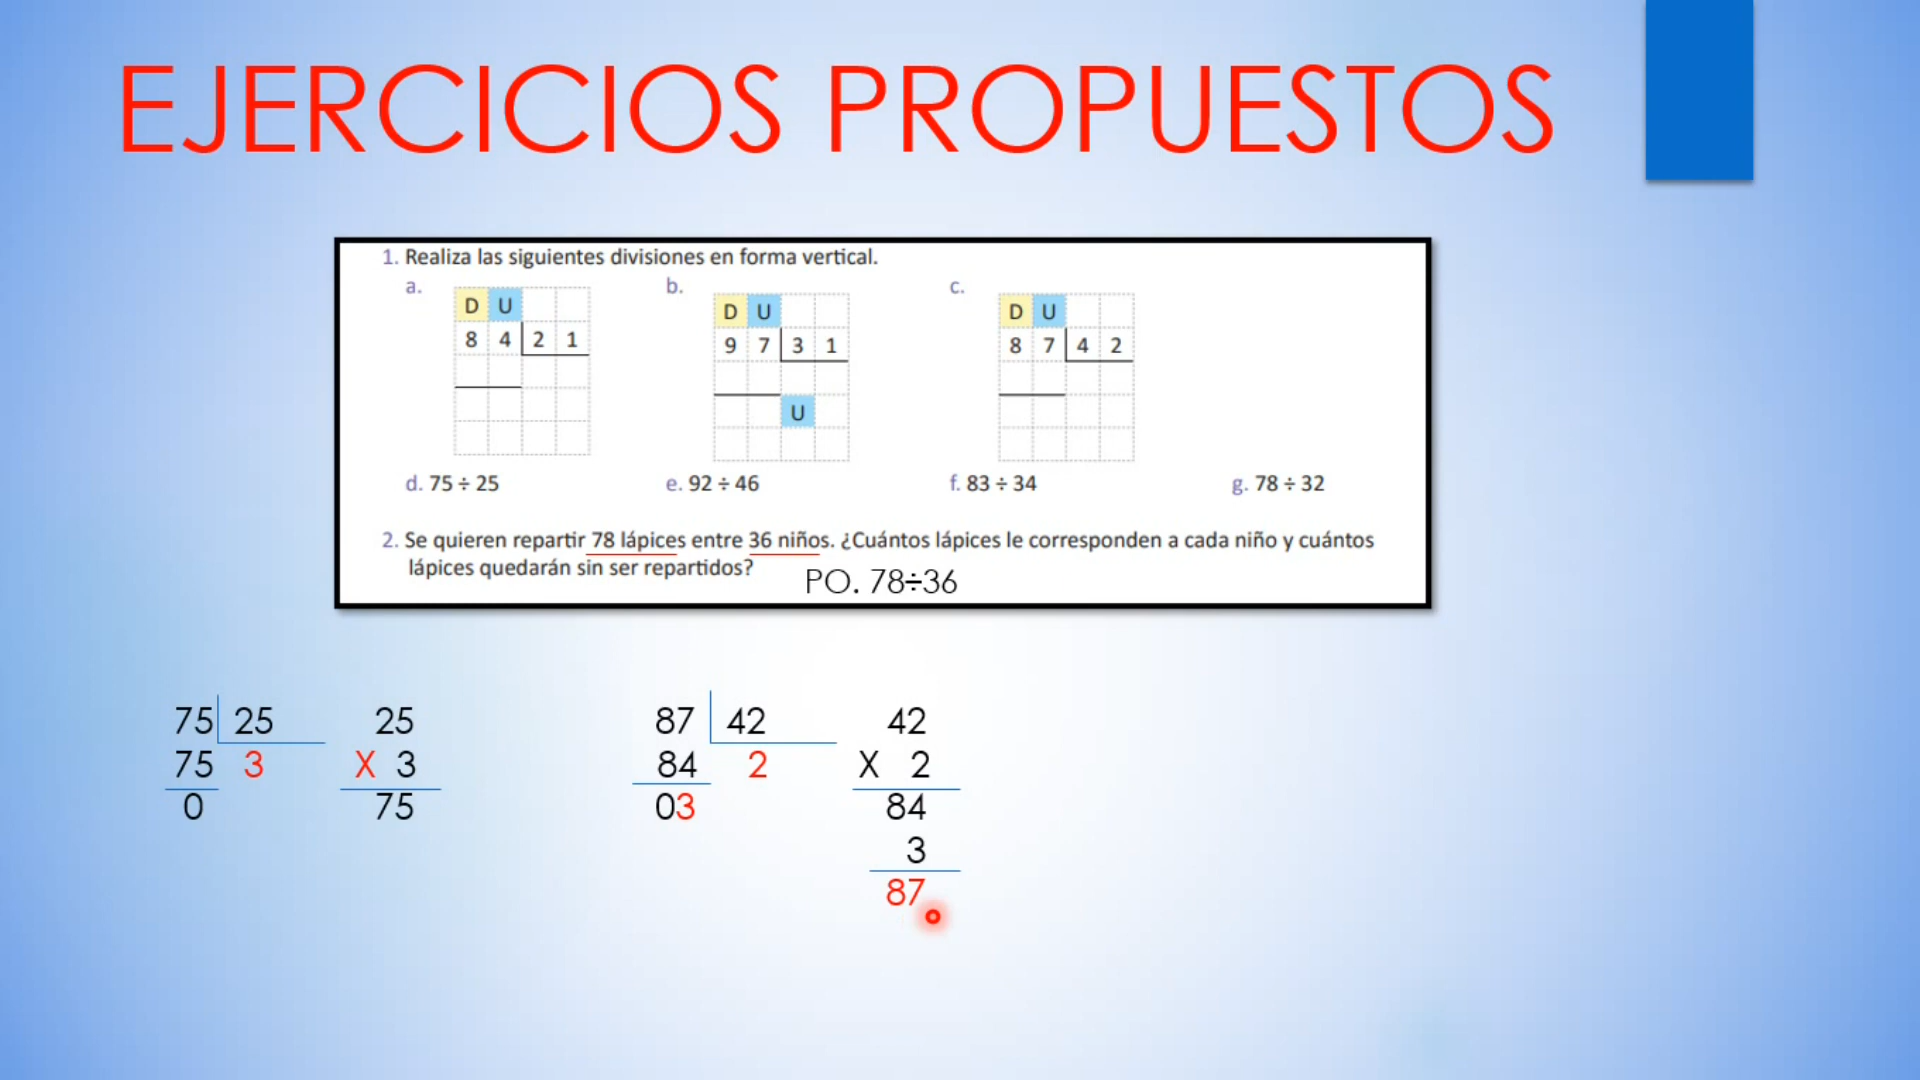 EJERCICIOS PROPUESTOS
1. Realiza las siguientes divisiones en forma vertical.
a. b. c.
D U
8 4 2 1
D U
9 7 3 1
U
D U
8 7 4 2
d. 75 ÷ 25 e. 92 ÷ 46 f. 83 ÷ 34 g. 78 ÷ 32
2. Se quieren repartir 78 lápices entre 36 niños. ¿Cuántos lápices le corresponden a cada niño y cuántos
lápices quedarán sin ser repartidos?
PO. 78÷36
75 25
75 3
0
25
X 3
75
87 42
84 2
03
42
X 2
84
3
87